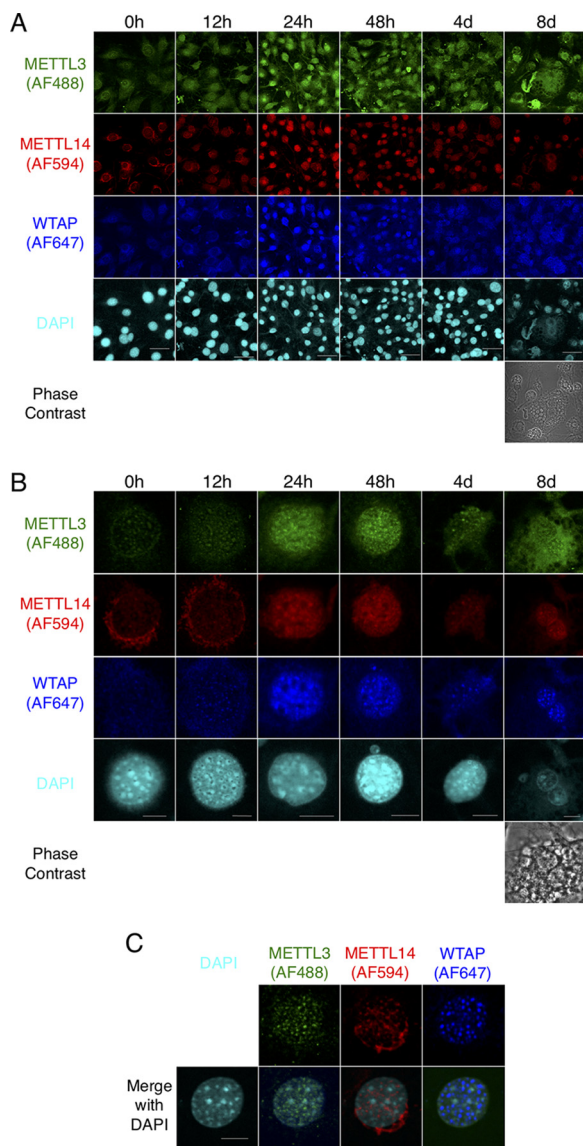 A
0h 12h 24h 48h 4d 8d
METTL3
(AF488)
METTL14
(AF594)
WTAP
(AF647)
DAPI
Phase
Contrast
B
0h 12h 24h 48h 4d 8d
METTL3
(AF488)
METTL14
(AF594)
WTAP
(AF647)
DAPI
Phase
Contrast
C
DAPI METTL3 METTL14 WTAP
(AF488) (AF594) (AF647)
Merge
with
DAPI